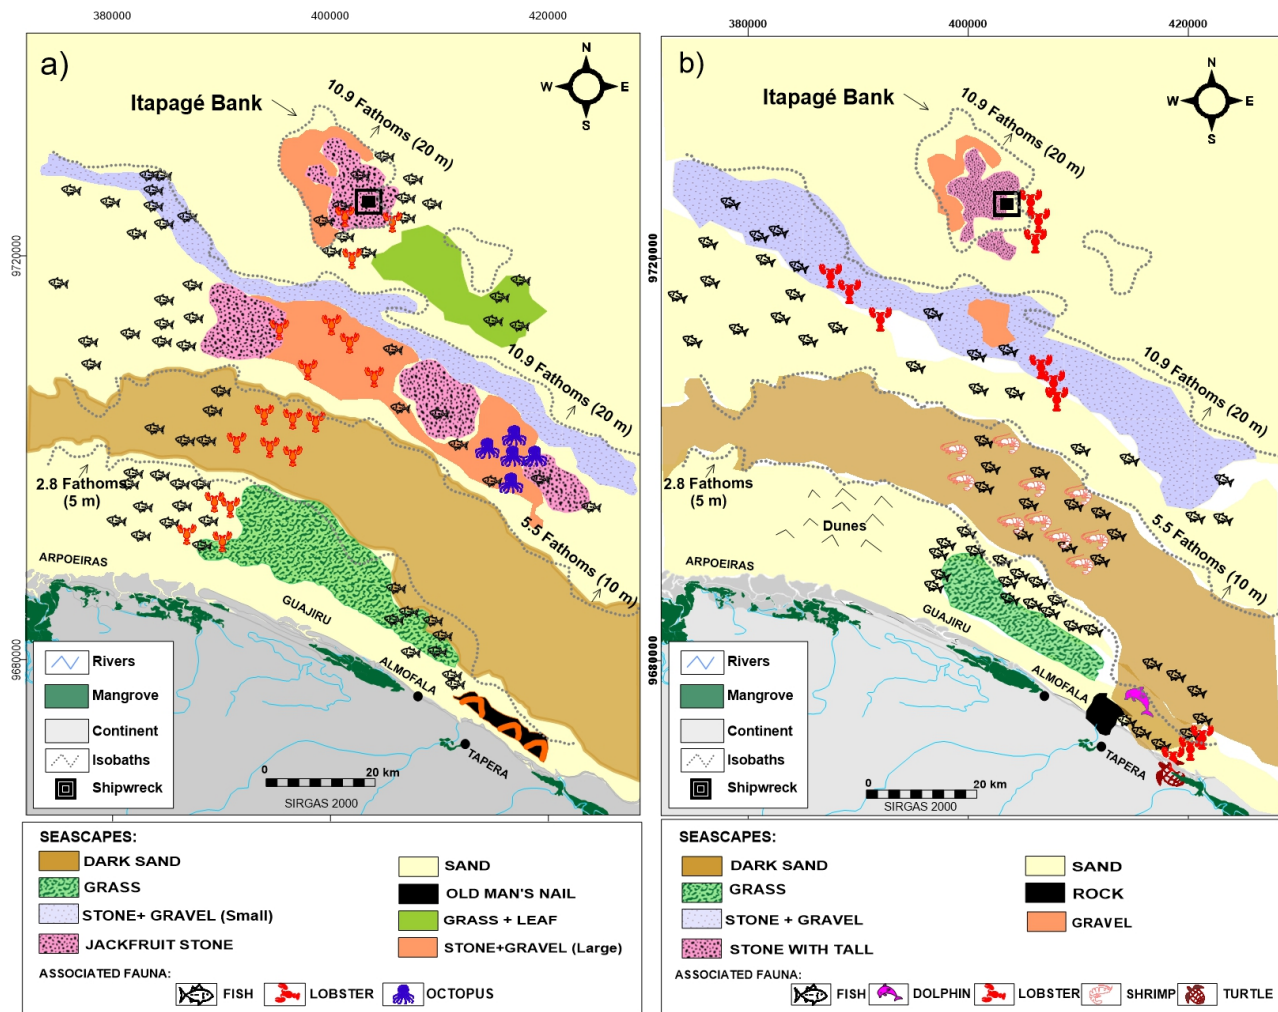 380000
400000
420000
a)
Itapagé Bank
10.9 Fathoms (20 m)
N
W
E
S
9720000
10.9 Fathoms (20 m)
2.8 Fathoms
(5 m)
5.5 Fathoms (10 m)
ARPOEIRAS
GUAJIRU
ALMOFALA
TAPERA
9680000
Rivers
Mangrove
Continent
Isobaths
Shipwreck
0
20 km
SIRGAS 2000
SEASCAPES:
DARK SAND
GRASS
STONE+ GRAVEL (Small)
JACKFRUIT STONE
SAND
OLD MAN'S NAIL
GRASS + LEAF
STONE+GRAVEL (Large)
ASSOCIATED FAUNA:
FISH
LOBSTER
OCTOPUS
380000
400000
420000
b)
Itapagé Bank
10.9 Fathoms (20 m)
N
W
E
S
9720000
10.9 Fathoms (20 m)
2.8 Fathoms
(5 m)
Dunes
5.5 Fathoms (10 m)
ARPOEIRAS
GUAJIRU
ALMOFALA
TAPERA
9680000
Rivers
Mangrove
Continent
Isobaths
Shipwreck
0
20 km
SIRGAS 2000
SEASCAPES:
DARK SAND
GRASS
STONE + GRAVEL
STONE WITH TALL
SAND
ROCK
GRAVEL
ASSOCIATED FAUNA:
FISH
DOLPHIN
LOBSTER
SHRIMP
TURTLE